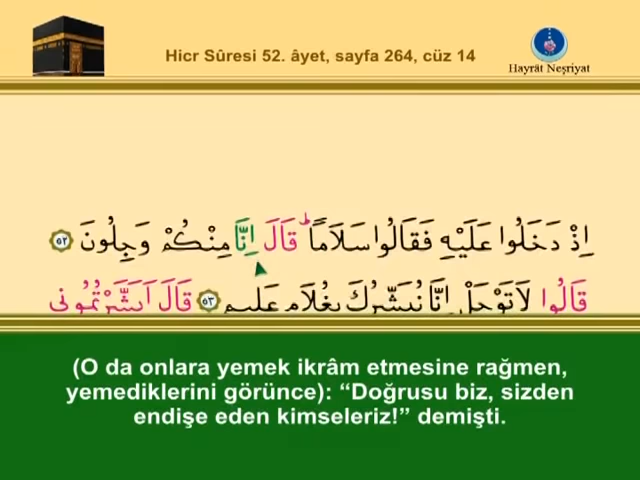 Hicr Sûresi 52. âyet, sayfa 264, cüz 14
Hayrât Neşriyat
اِذْ دَخَلُوا عَلَيْهِ فَقَالُوا سَلَامًا ط قَالَ اِنَّا مِنْكُمْ وَجِلُونَ ٥٢
قَالُوا لَا تَوْجَلْ اِنَّا نُبَشِّرُكَ بِغُلَامٍ عَلِيمٍ ٥٣ قَالَ اَبَشَّرْتُمُونِي
(O da onlara yemek ikrâm etmesine rağmen,
yemediklerini görünce): “Doğrusu biz, sizden
endişe eden kimseleriz!” demişti.